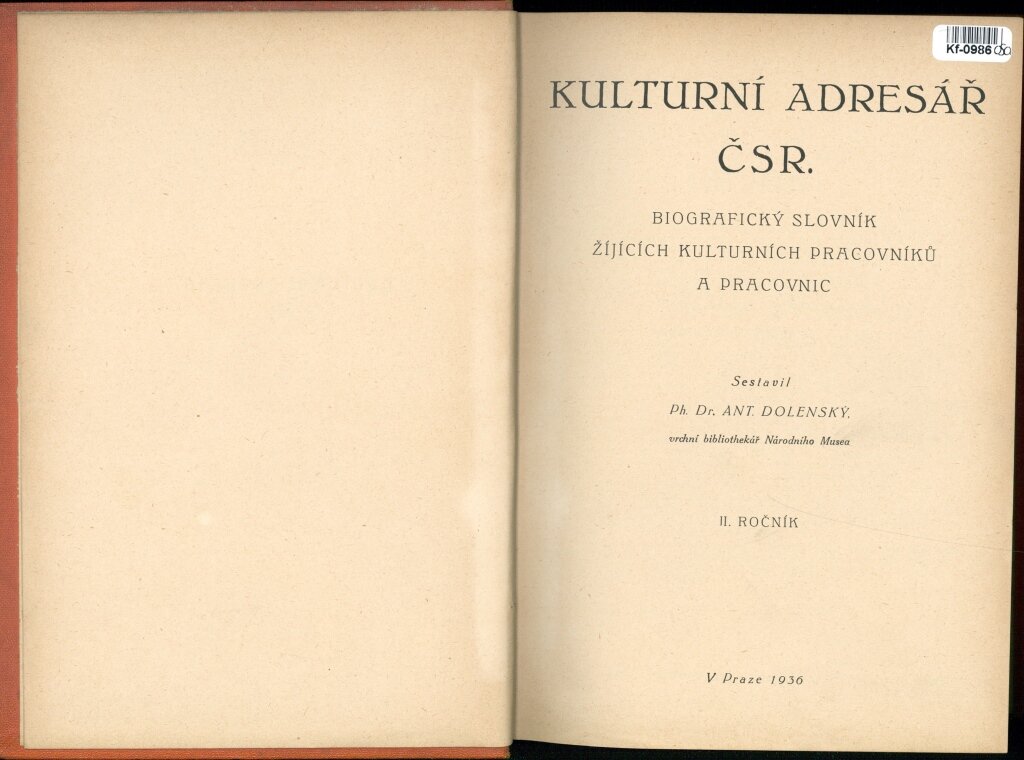 Kf-0986
KULTURNÍ ADRESÁŘ
ČSR.
BIOGRAFICKÝ SLOVNÍK
ŽÍJÍCÍCH KULTURNÍCH PRACOVNÍKŮ
A PRACOVNIC
Sestavil
Ph. Dr. ANT. DOLENSKÝ,
vrchní bibliothekář Národního Musea
II. ROČNÍK
V Praze 1936